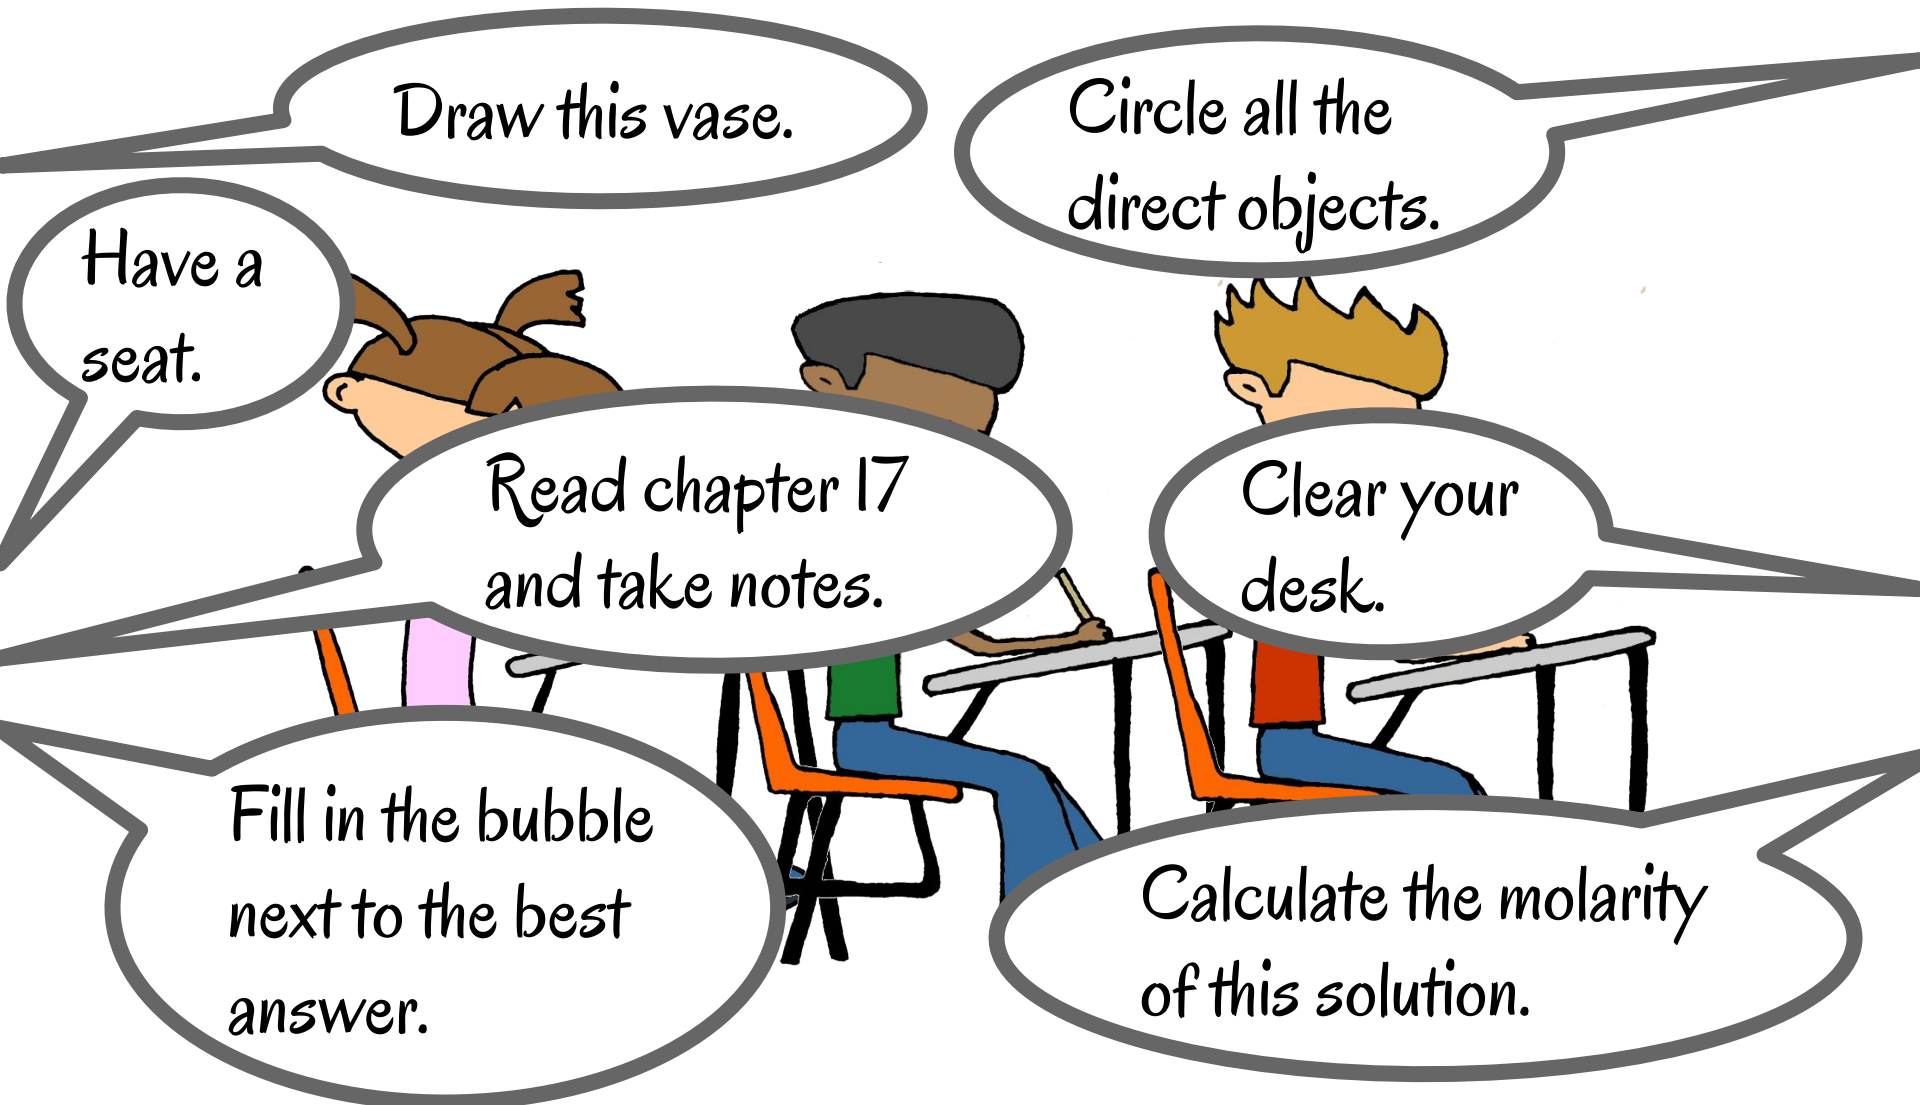 Draw this vase.
Circle all the
direct objects.
Have a
seat.
Read chapter 17
and take notes.
Clear your
desk.
Fill in the bubble
next to the best
answer.
Calculate the molarity
of this solution.